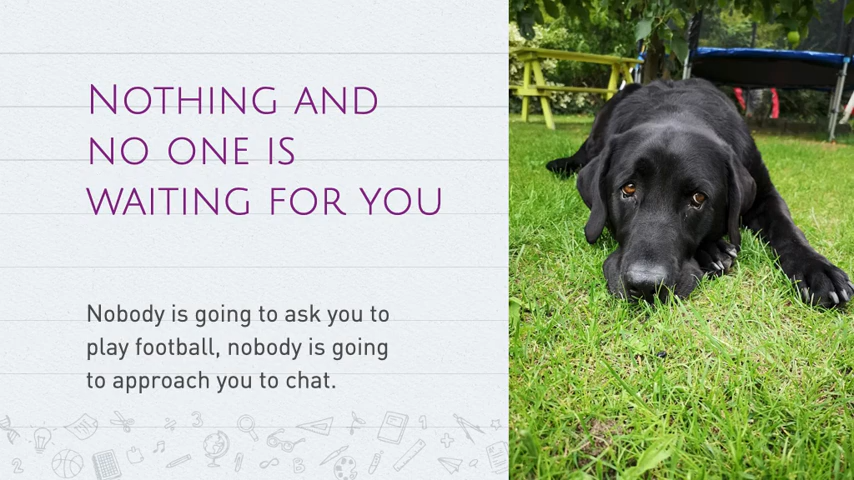 Nothing and
no one is
waiting for you
Nobody is going to ask you to
play football, nobody is going
to approach you to chat.